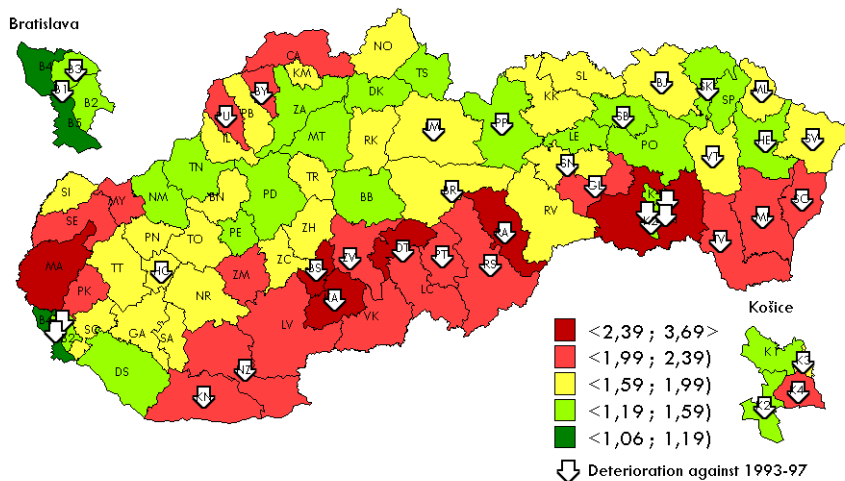 Bratislava
B4
B3
B1
B2
B5
CA
NO
KM
BY
PB
IL
ZA
DK
TS
MT
RK
LM
PP
KK
SL
BJ
SK
SP
ML
LE
SB
PO
HE
SV
VT
SN
GL
TN
BN
TR
SI
NM
PD
BB
BR
RV
K2
SO
MY
SE
PE
ZH
RA
MI
PN
TO
MA
TT
HC
ZC
BS
ZV
DT
PT
RS
TV
PK
ZM
KA
NR
LC
SC
GA
SA
LV
VK
B2
DS
NZ
KN
<2,39 ; 3,69>
<1,99 ; 2,39)
<1,59 ; 1,99)
<1,19 ; 1,59)
<1,06 ; 1,19)
Deterioration against 1993-97
Košice
K1
K3
K4
K2